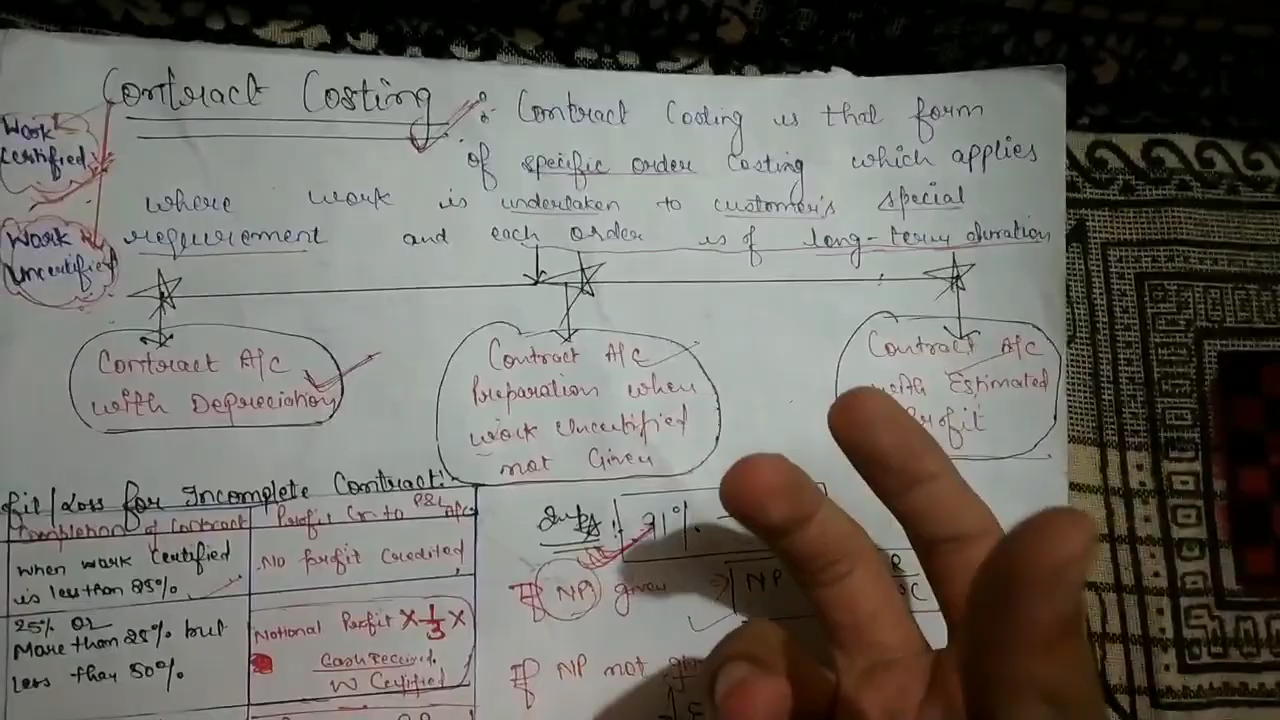 Contract Costing : Contract Costing is that form
of specific order costing which applies
where work is undertaken to customer's special
requirement and each order is of long-term duration
Work
Certified
Work
Uncertified
Contract A/C
with Depreciation
Contract A/C
Preparation when
work Uncertified
not Given
Contract A/C
with Estimated
rofit
fit/Loss for Incomplete Contract:-
Completion of Contract
Profit Cr. to P&L A/c
when work Certified
is less than 25%.
No profit Credited
25% or
More than 25% but
less than 50%.
Notional Profit X 1/3 X
Cash Received
W Certified
91%.
If NP given
NP
If NP not